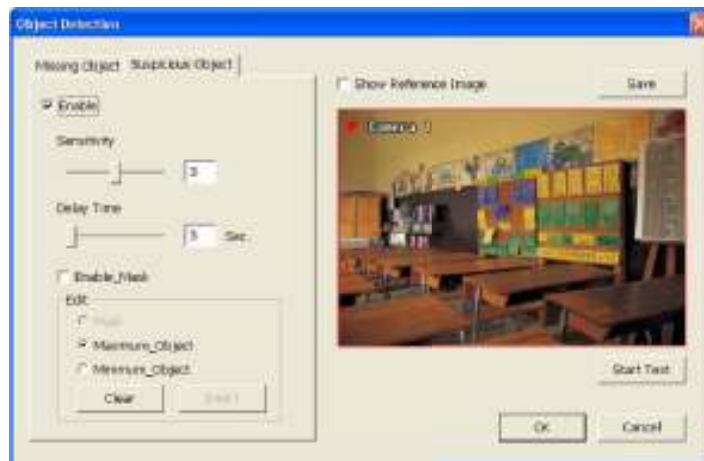 Object Detection
Missing Object Suspicious Object
Show Reference Image
Save
Enable
Camera 1
Sensitivity
3
Delay Time
5 Sec.
Enable_Mask
Edit
Mask
Maximum_Object
Minimum_Object
Start Test
Clear
OK
Cancel